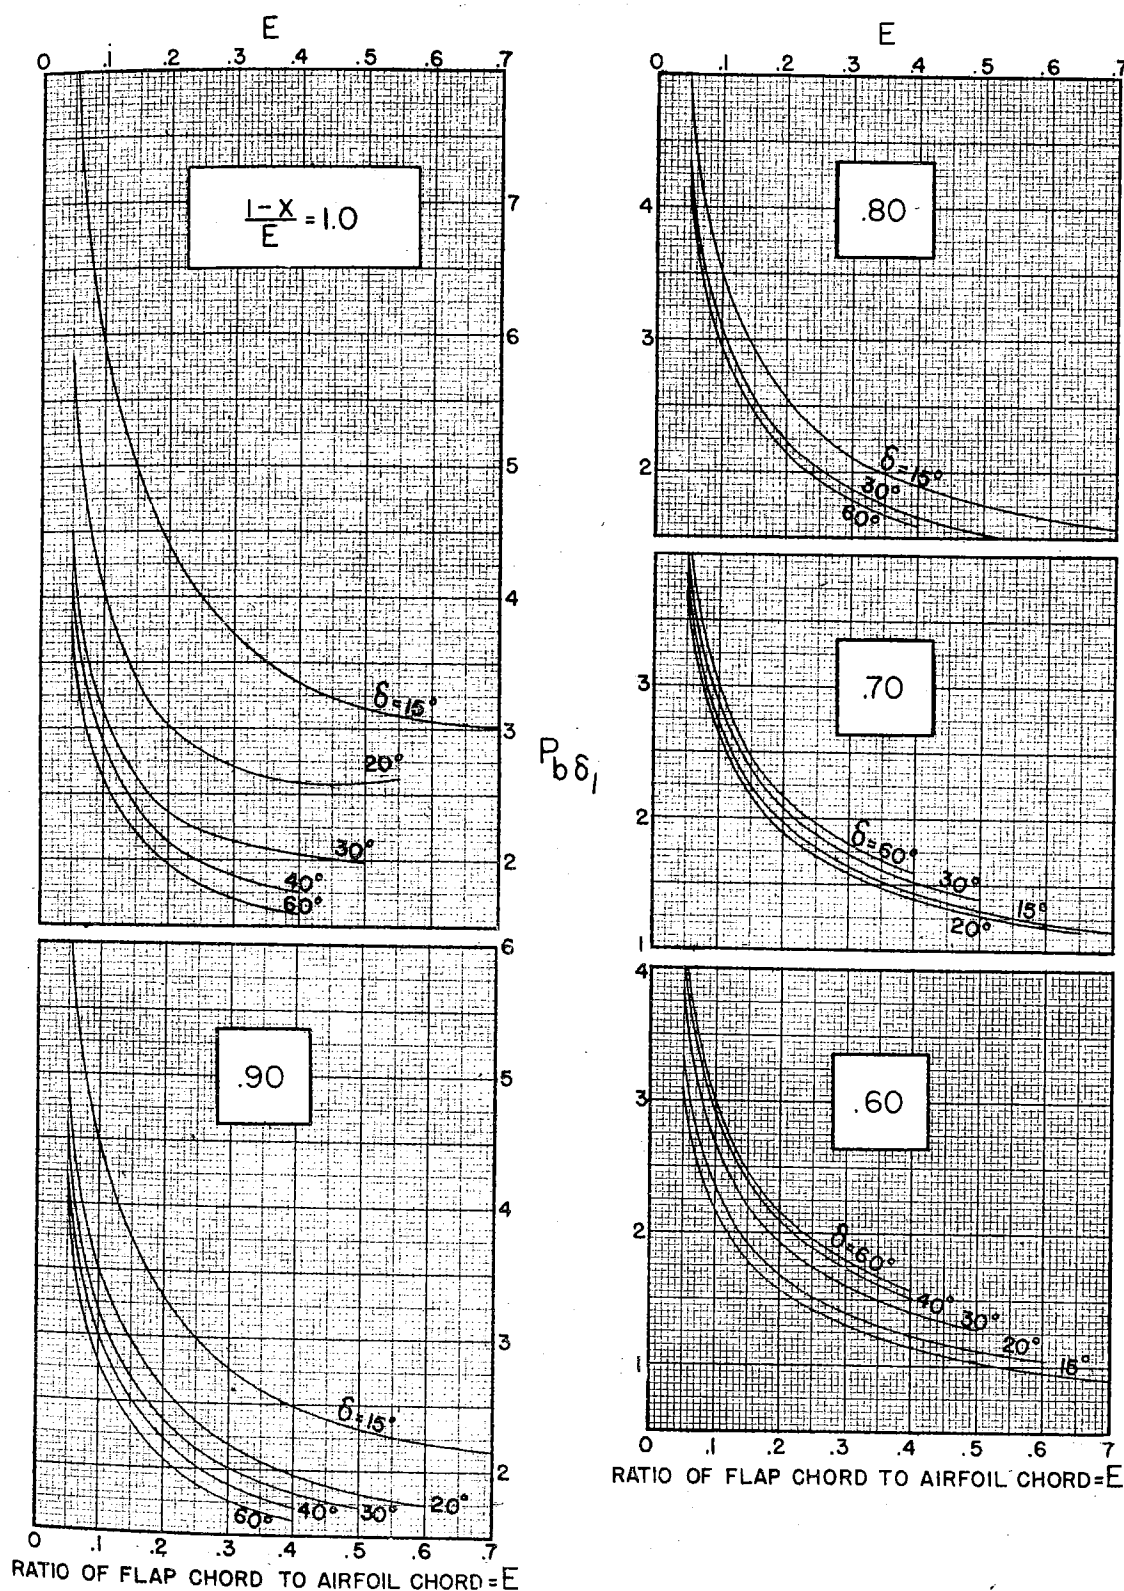 E
0 .1 .2 .3 .4 .5 .6 .7
1-X
E
=1.0
7
6
5
4
3
2
δ=15°
20°
30°
40°
60°
.90
6
5
4
3
2
δ=15°
20°
30°
40°
60°
0 .1 .2 .3 .4 .5 .6 .7
RATIO OF FLAP CHORD TO AIRFOIL CHORD=E
Pbδ1
E
0 .1 .2 .3 .4 .5 .6 .7
.80
4
3
2
δ=15°
30°
60°
.70
3
2
1
δ=60°
30°
15°
20°
.60
4
3
2
1
δ=60°
40°
30°
20°
15°
0 .1 .2 .3 .4 .5 .6 7
RATIO OF FLAP CHORD TO AIRFOIL CHORD=E